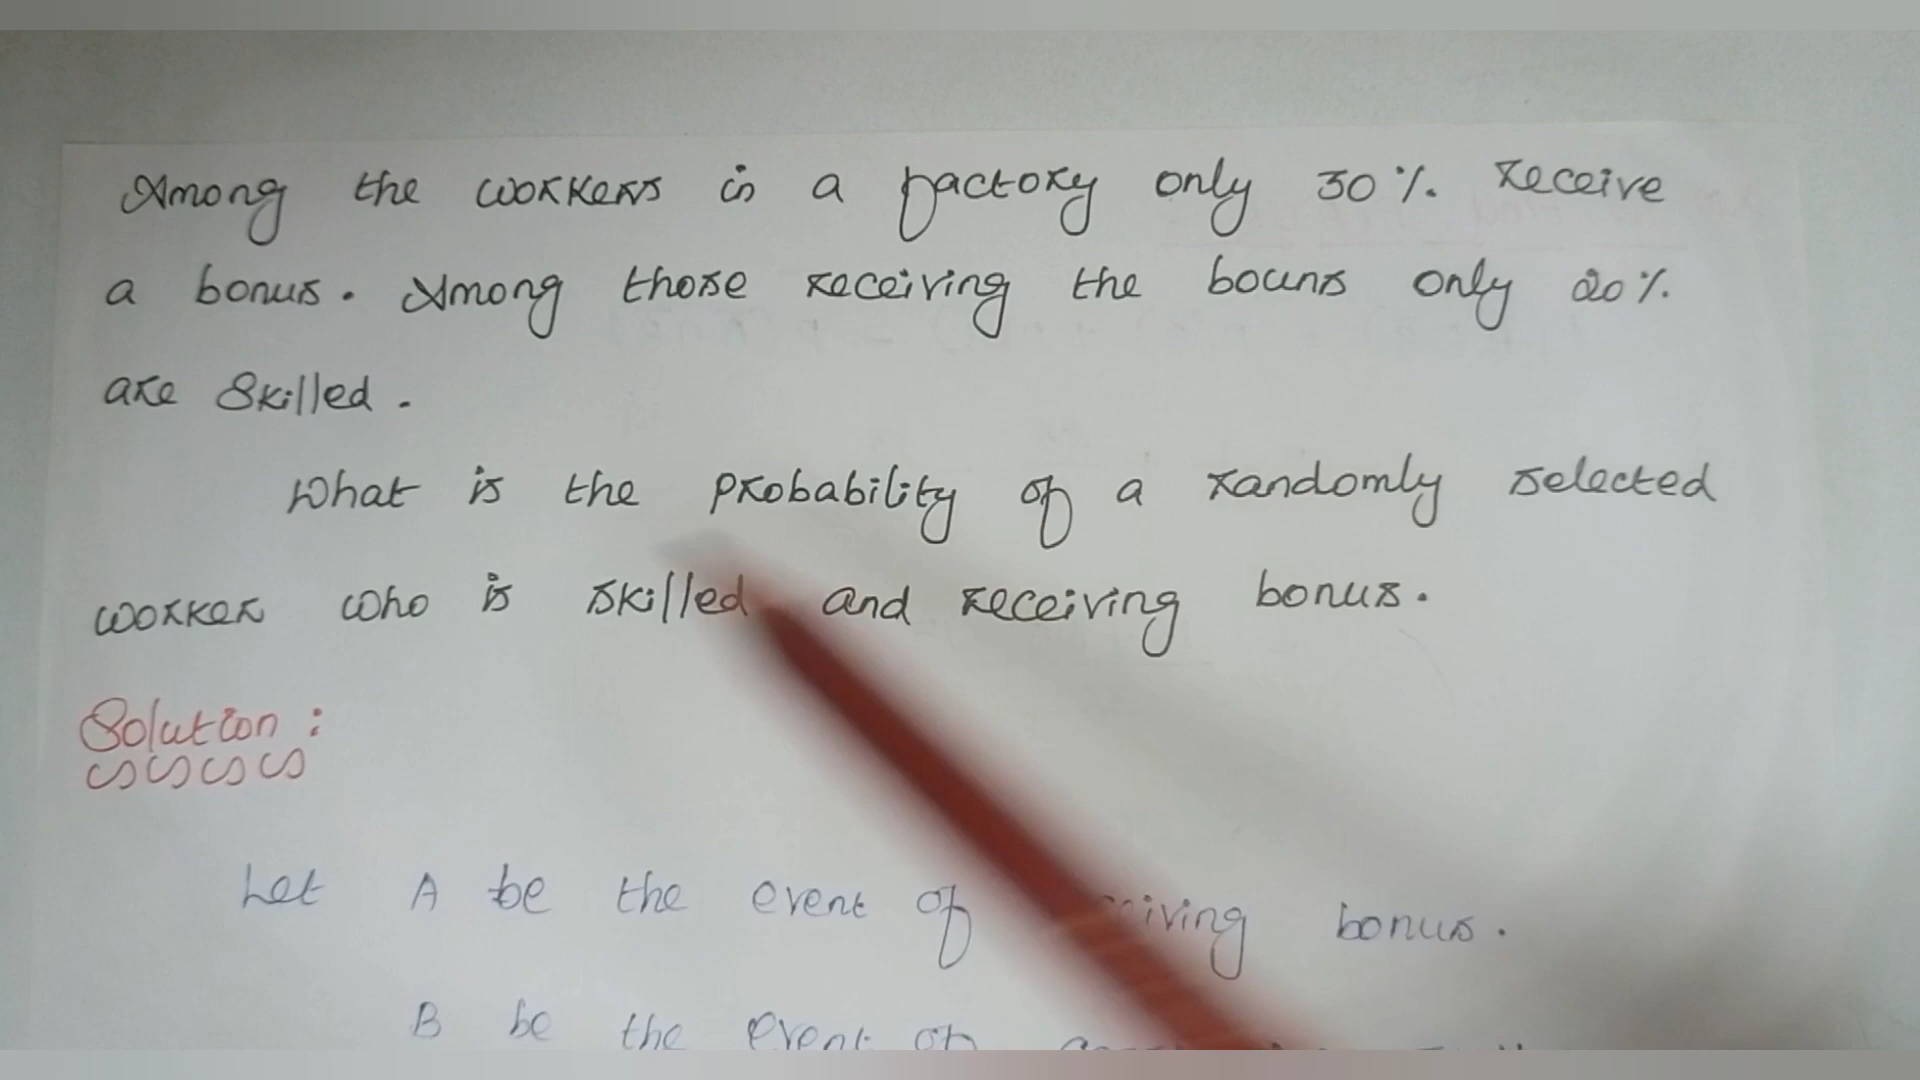 Among the workers in a factory only 30%. receive
a bonus. Among those receiving the bouns only 20%.
are skilled.
What is the probability of a randomly selected
worker who is skilled and receiving bonus.
Solution:
Let A be the event of bonus.
B be the event of